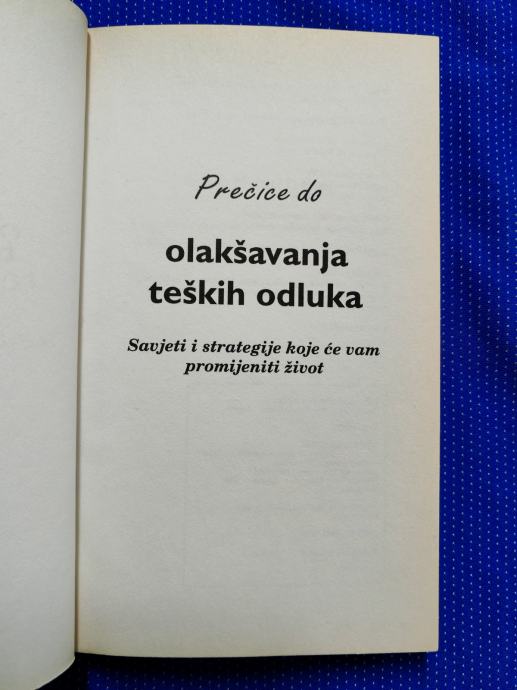 Prečice do
olakšavanja
teških odluka
Savjeti i strategije koje će vam
promijeniti život